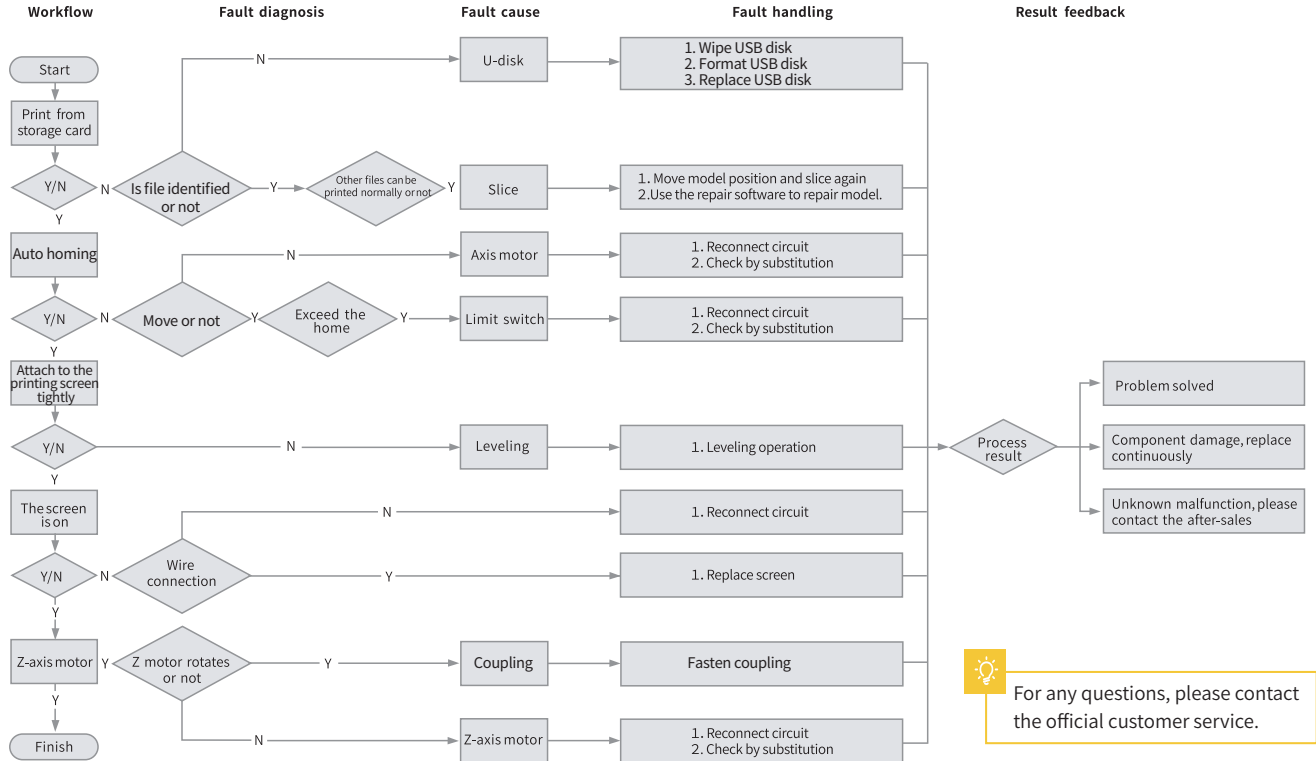 Workflow
Fault diagnosis
Fault cause
Fault handling
Result feedback
Start
Print from
storage card
Y/N
N
Is file identified
or not
N
U-disk
1. Wipe USB disk
2. Format USB disk
3. Replace USB disk
Y
Other files can be
printed normally or not
Y
Slice
1. Move model position and slice again
2.Use the repair software to repair model.
Y
Auto homing
Y/N
N
Move or not
N
Axis motor
1. Reconnect circuit
2. Check by substitution
Y
Exceed the
home
Y
Limit switch
1. Reconnect circuit
2. Check by substitution
Y
Attach to the
printing screen
tightly
Y/N
N
Leveling
1. Leveling operation
Y
The screen
is on
Y/N
N
Wire
connection
N
1. Reconnect circuit
Y
1. Replace screen
Y
Z-axis motor
Y
Z motor rotates
or not
Y
Coupling
Fasten coupling
N
Z-axis motor
1. Reconnect circuit
2. Check by substitution
Y
Finish
Process
result
Problem solved
Component damage, replace
continuously
Unknown malfunction, please
contact the after-sales
For any questions, please contact
the official customer service.